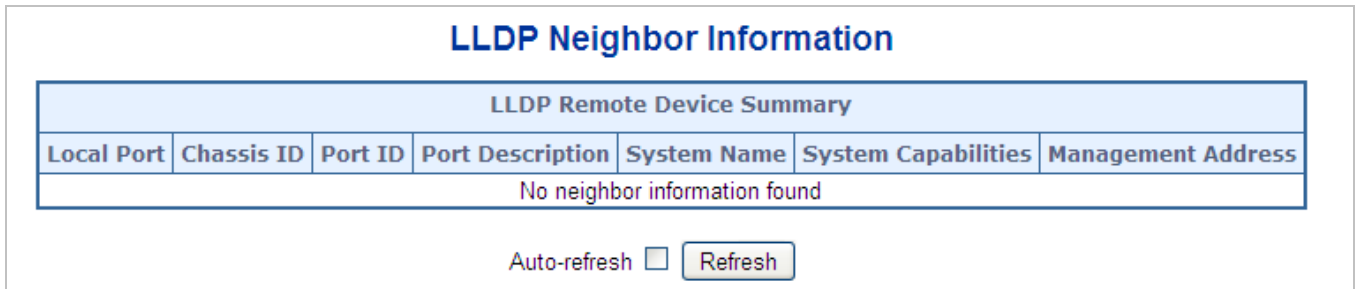 LLDP Neighbor Information
LLDP Remote Device Summary
Local Port Chassis ID Port ID Port Description System Name System Capabilities Management Address
No neighbor information found
Auto-refresh Refresh